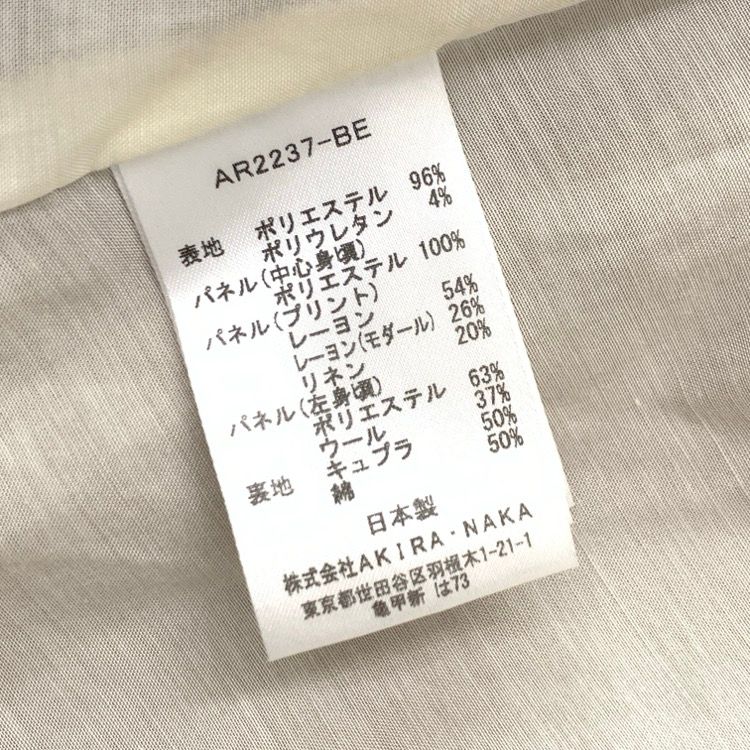 AR2237-BE
表地 ポリエステル 96%
ポリウレタン 4%
パネル(中心身頃)
ポリエステル 100%
パネル(プリント)
レーヨン 54%
レーヨン(モダール) 26%
リネン 20%
パネル(左身頃)
ポリエステル 63%
ウール 37%
裏地 キュプラ 50%
綿 50%
日本製
株式会社AKIRA・NAKA
東京都世田谷区羽根木1-21-1
亀甲新 は73